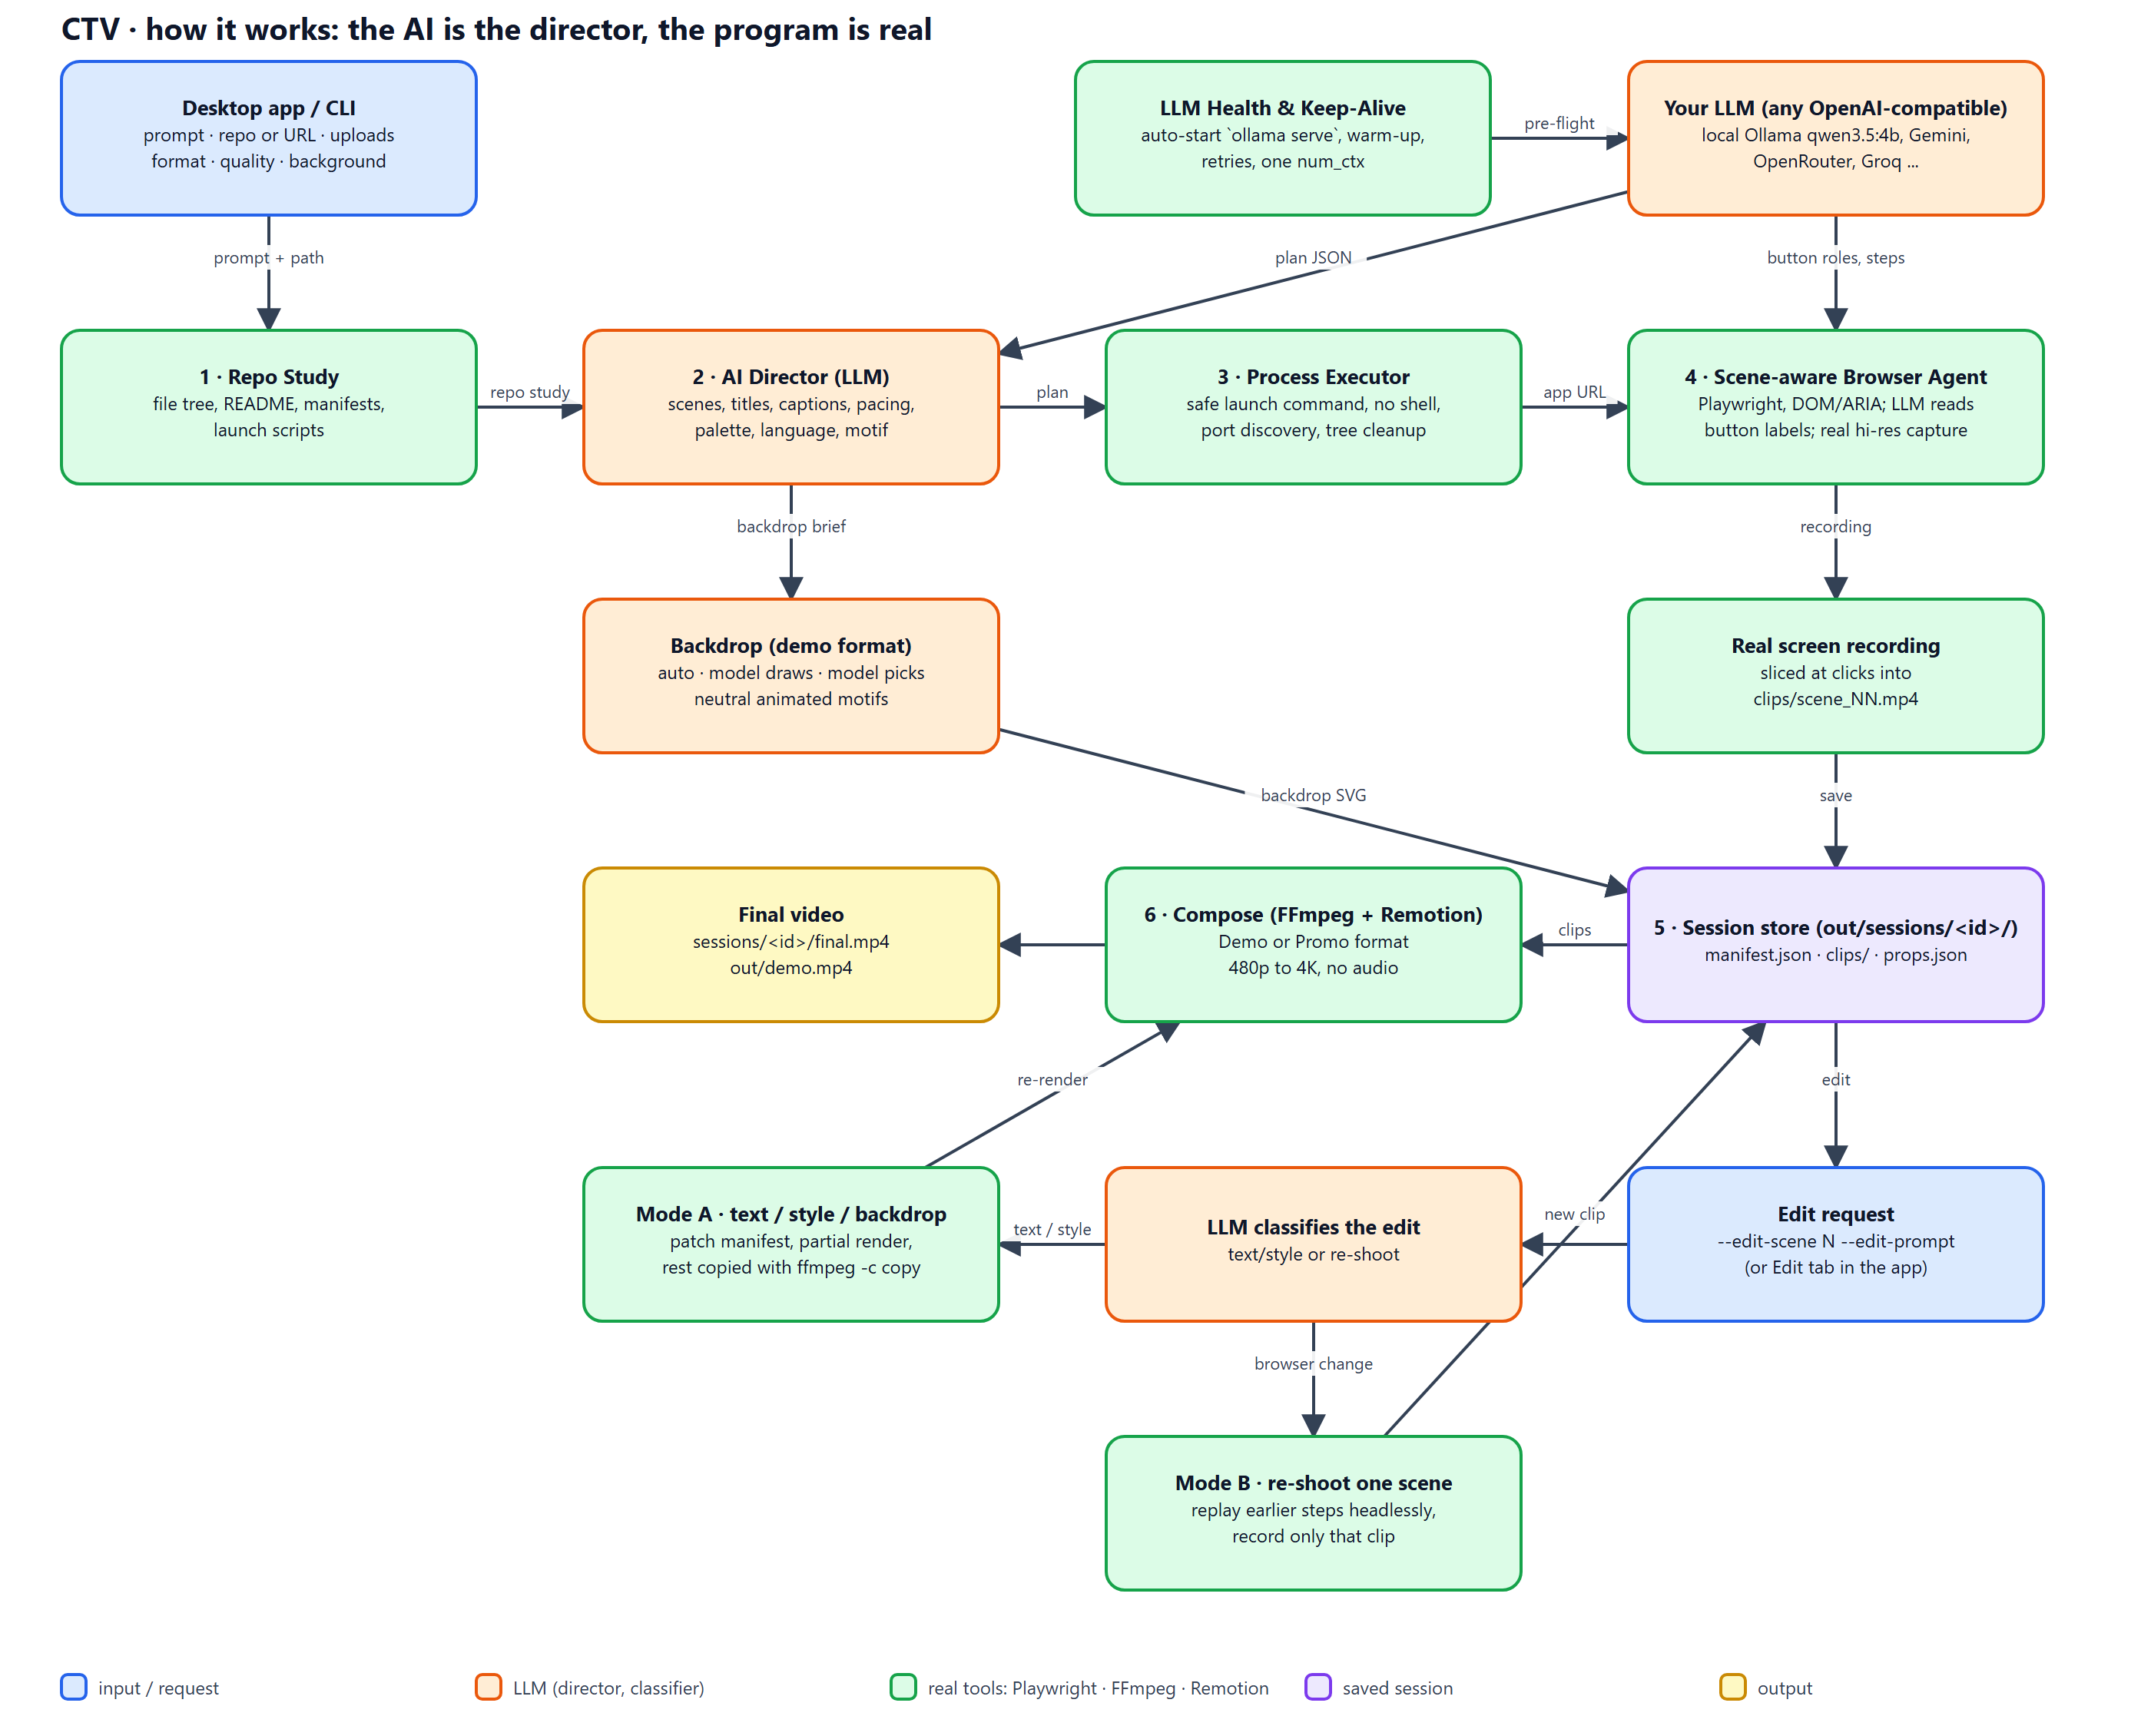 CTV · how it works: the AI is the director, the program is real
Desktop app / CLI
prompt · repo or URL · uploads
format · quality · background
LLM Health & Keep-Alive
auto-start `ollama serve`, warm-up,
retries, one num_ctx
pre-flight
Your LLM (any OpenAI-compatible)
local Ollama qwen3.5:4b, Gemini,
OpenRouter, Groq ...
prompt + path
plan JSON
button roles, steps
1 · Repo Study
file tree, README, manifests,
launch scripts
repo study
2 · AI Director (LLM)
scenes, titles, captions, pacing,
palette, language, motif
plan
3 · Process Executor
safe launch command, no shell,
port discovery, tree cleanup
app URL
4 · Scene-aware Browser Agent
Playwright, DOM/ARIA; LLM reads
button labels; real hi-res capture
backdrop brief
recording
Backdrop (demo format)
auto · model draws · model picks
neutral animated motifs
Real screen recording
sliced at clicks into
clips/scene_NN.mp4
backdrop SVG
save
Final video
sessions/<id>/final.mp4
out/demo.mp4
6 · Compose (FFmpeg + Remotion)
Demo or Promo format
480p to 4K, no audio
clips
5 · Session store (out/sessions/<id>/)
manifest.json · clips/ · props.json
re-render
edit
Mode A · text / style / backdrop
patch manifest, partial render,
rest copied with ffmpeg -c copy
text / style
LLM classifies the edit
text/style or re-shoot
new clip
Edit request
--edit-scene N --edit-prompt
(or Edit tab in the app)
browser change
Mode B · re-shoot one scene
replay earlier steps headlessly,
record only that clip
input / request
LLM (director, classifier)
real tools: Playwright · FFmpeg · Remotion
saved session
output